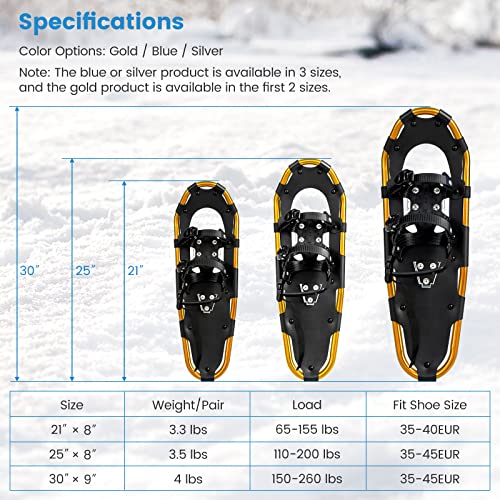 Specifications
Color Options: Gold / Blue / Silver
Note: The blue or silver product is available in 3 sizes,
and the gold product is available in the first 2 sizes.
30″
25″
21″
Size Weight/Pair Load Fit Shoe Size
21″ × 8″ 3.3 lbs 65-155 lbs 35-40EUR
25″ × 8″ 3.5 lbs 110-200 lbs 35-45EUR
30″ × 9″ 4 lbs 150-260 lbs 35-45EUR